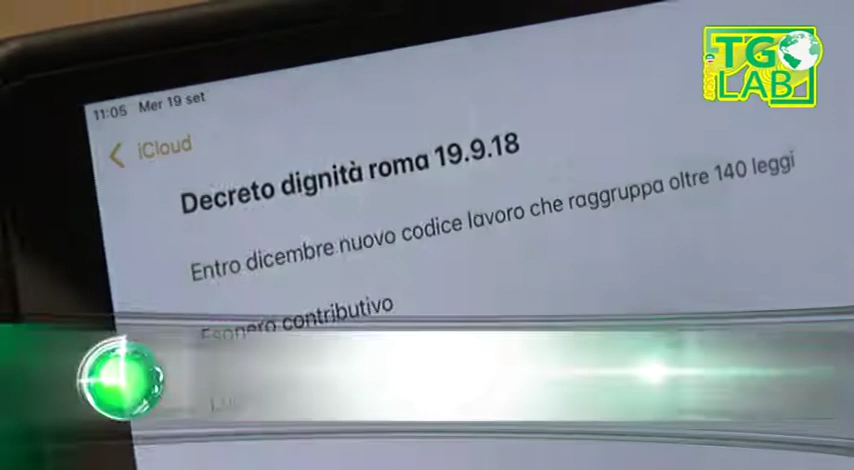 TG
LAB
11:05 Mer 19 set
iCloud
Decreto dignità roma 19.9.18
Entro dicembre nuovo codice lavoro che raggruppa oltre 140 leggi
Esonero contributivo